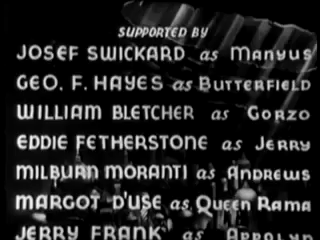 SUPPORTED BY
JOSEF SWICKARD as MANYUS
GEO. F. HAYES as BUTTERFIELD
WILLIAM BLETCHER as GORZO
EDDIE FETHERSTONE as JERRY
MILBURN MORANTI as ANDREWS
MARGOT D'USE as QUEEN RAMA
JERRY FRANK as APPOLYN